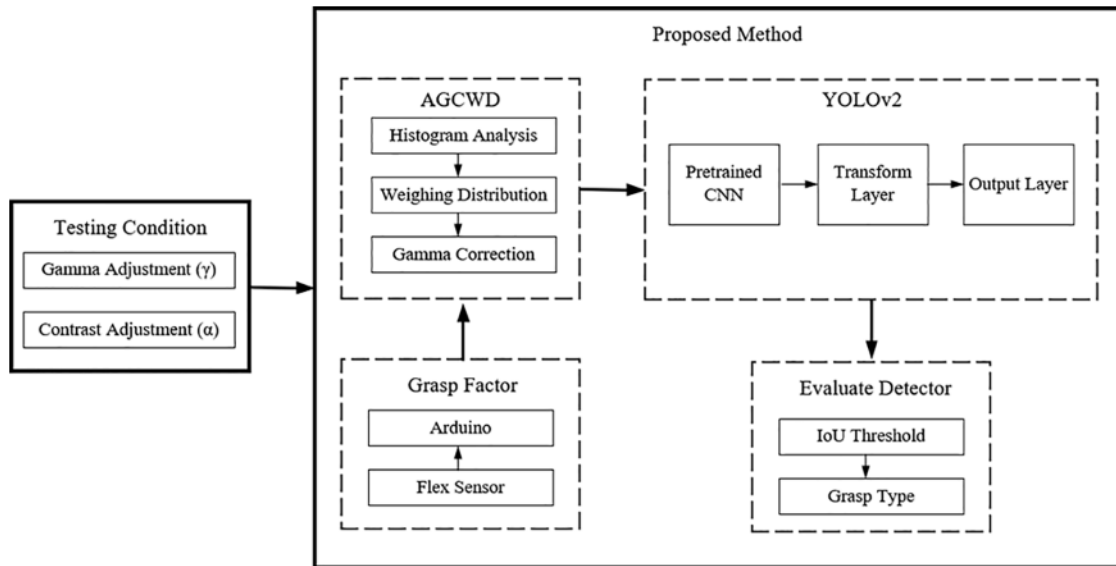 Proposed Method
AGCWD
Histogram Analysis
Weighing Distribution
Gamma Correction
YOLOv2
Pretrained
CNN
Transform
Layer
Output Layer
Testing Condition
Gamma Adjustment (γ)
Contrast Adjustment (α)
Grasp Factor
Arduino
Flex Sensor
Evaluate Detector
IoU Threshold
Grasp Type